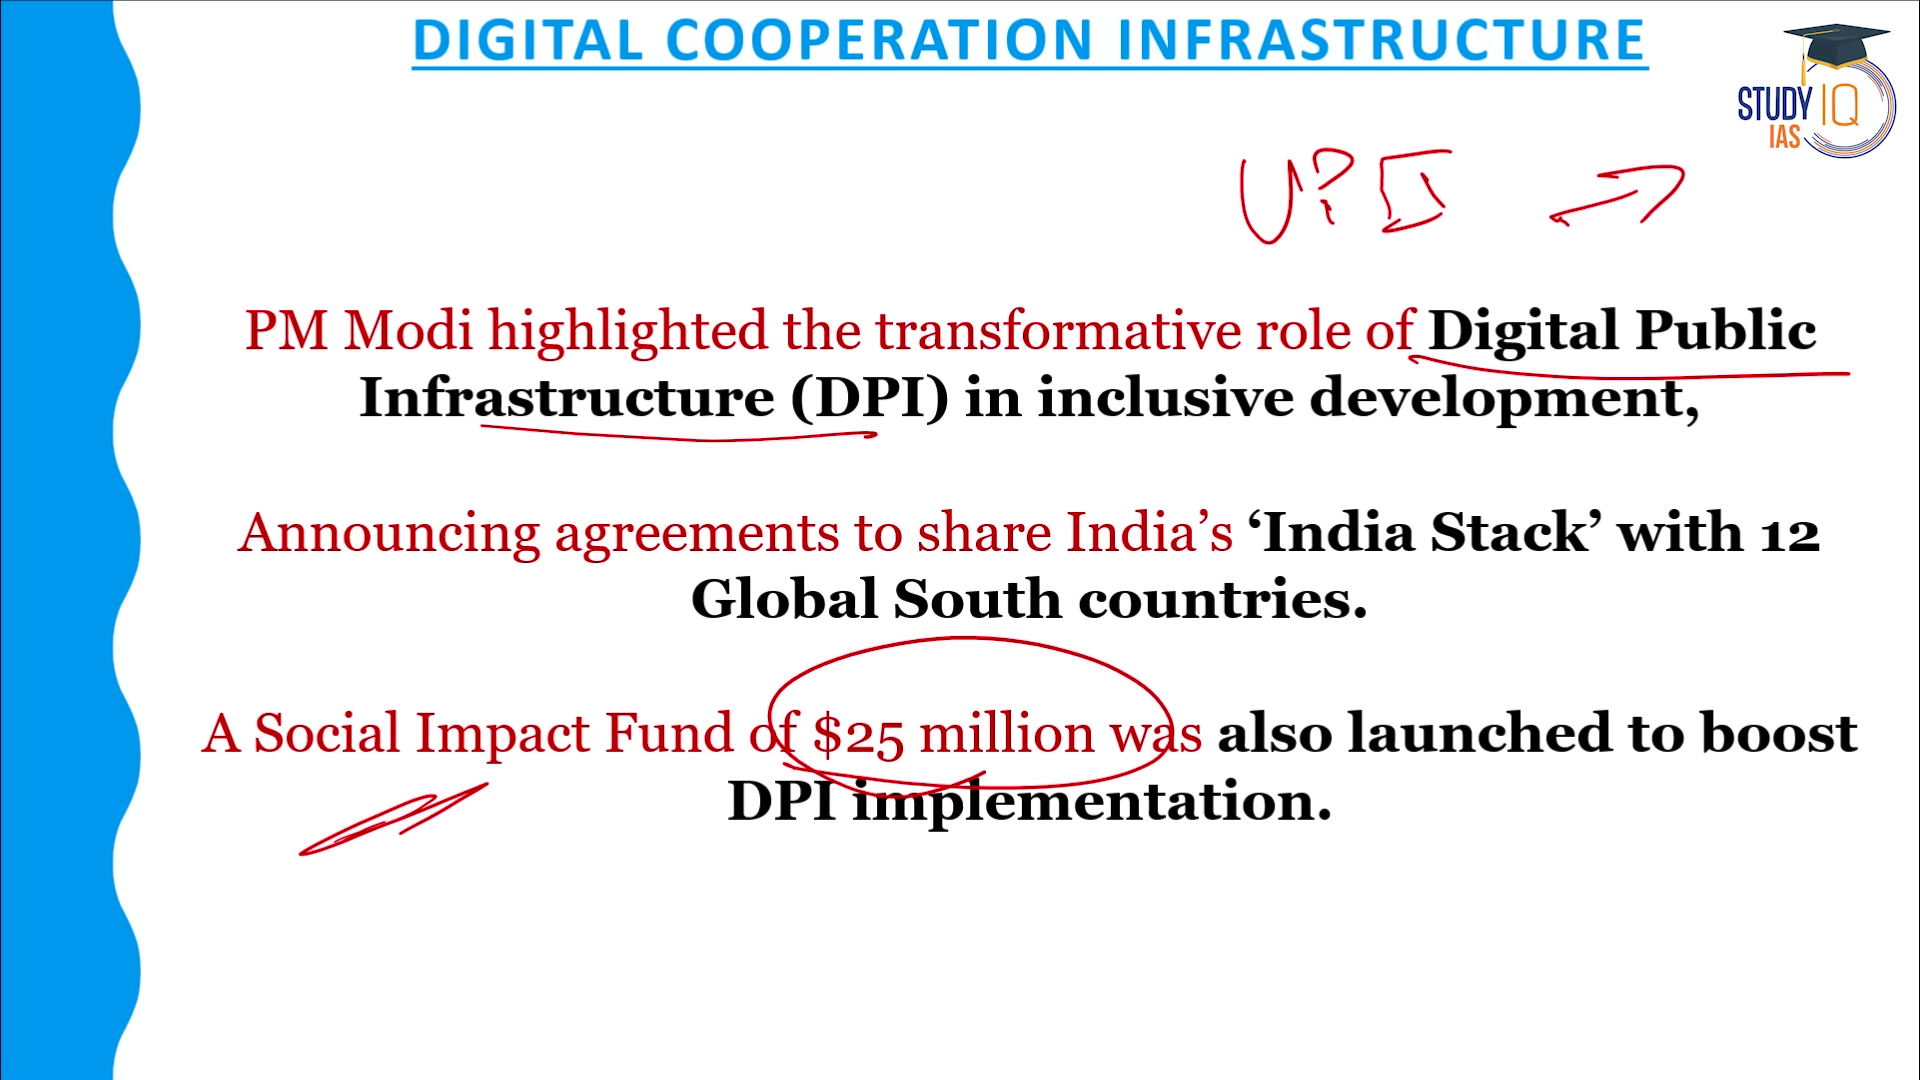 DIGITAL COOPERATION INFRASTRUCTURE
STUDY IQ
IAS
UPI
PM Modi highlighted the transformative role of Digital Public
Infrastructure (DPI) in inclusive development,
Announcing agreements to share India’s ‘India Stack’ with 12
Global South countries.
A Social Impact Fund of $25 million was also launched to boost
DPI implementation.